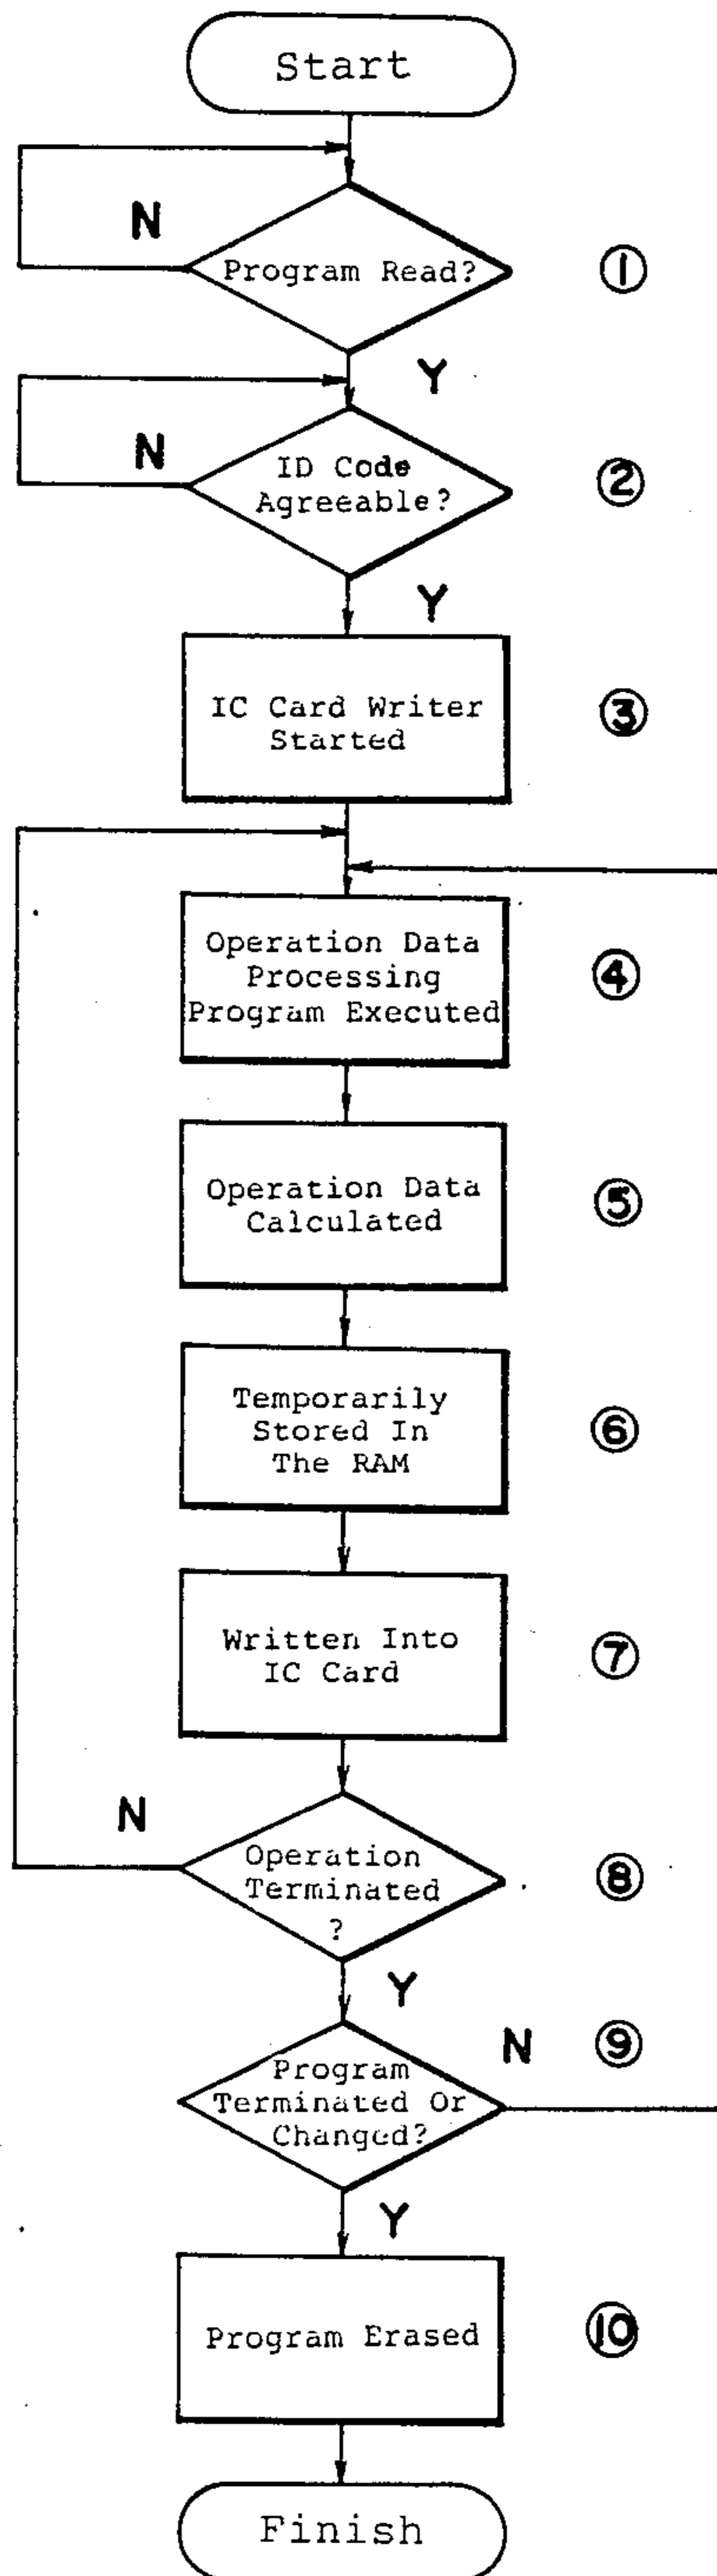 Start
N
Program Read?
①
Y
N
ID Code
Agreeable?
②
Y
IC Card Writer
Started
③
Operation Data
Processing
Program Executed
④
Operation Data
Calculated
⑤
Temporarily
Stored In
The RAM
⑥
Written Into
IC Card
⑦
N
Operation
Terminated
?
⑧
Y
Program
Terminated Or
Changed?
N
⑨
Y
Program Erased
⑩
Finish